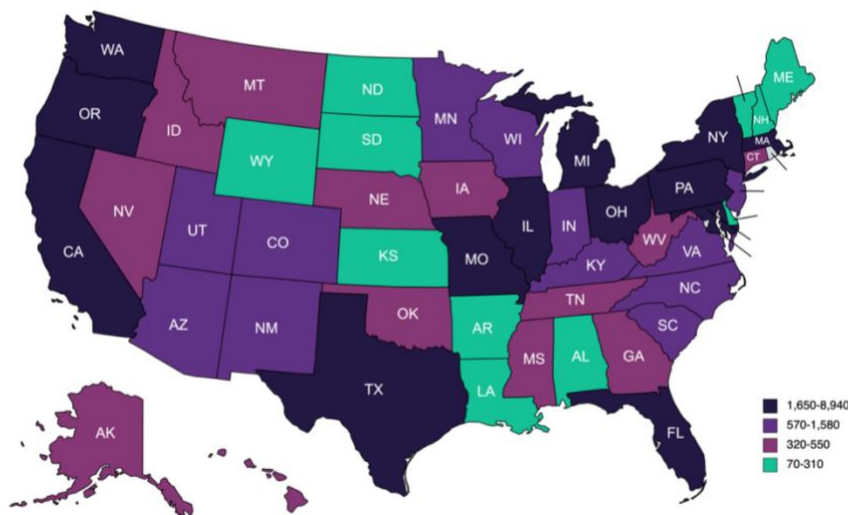 WA
MT
ND
ME
OR
ID
MN
NH
SD
WI
NY
MA
WY
MI
CT
IA
PA
NV
NE
OH
UT
IL
IN
CO
WV
CA
KS
MO
KY
VA
NC
TN
AZ
NM
OK
AR
SC
MS
AL
GA
TX
LA
AK
FL
1,650-8,940
570-1,580
320-550
70-310